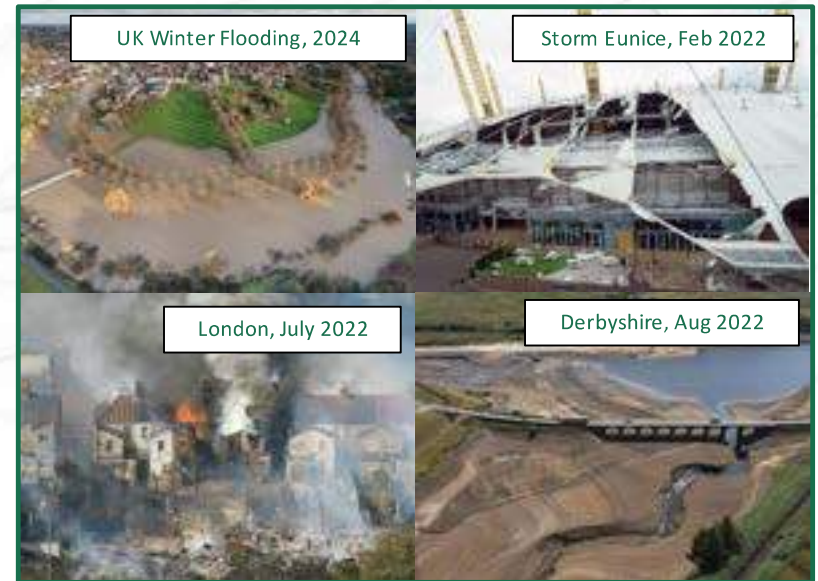 UK Winter Flooding, 2024
Storm Eunice, Feb 2022
London, July 2022
Derbyshire, Aug 2022